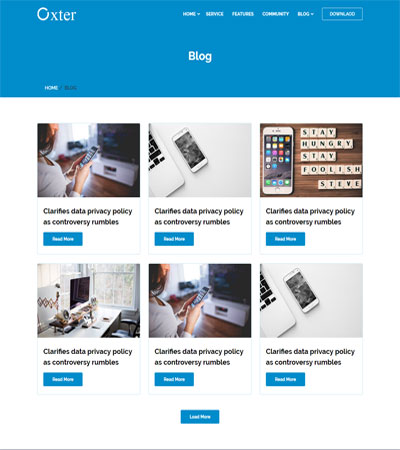 Oxter
HOME SERVICE FEATURES COMMUNITY BLOG DOWNLAOD
Blog
HOME BLOG
STAY
HUNGRY.
STAY
FOOLISH
STEVE
Clarifies data privacy policy
as controversy rumbles
Read More
Clarifies data privacy policy
as controversy rumbles
Read More
Clarifies data privacy policy
as controversy rumbles
Read More
Clarifies data privacy policy
as controversy rumbles
Read More
Clarifies data privacy policy
as controversy rumbles
Read More
Clarifies data privacy policy
as controversy rumbles
Read More
Load More